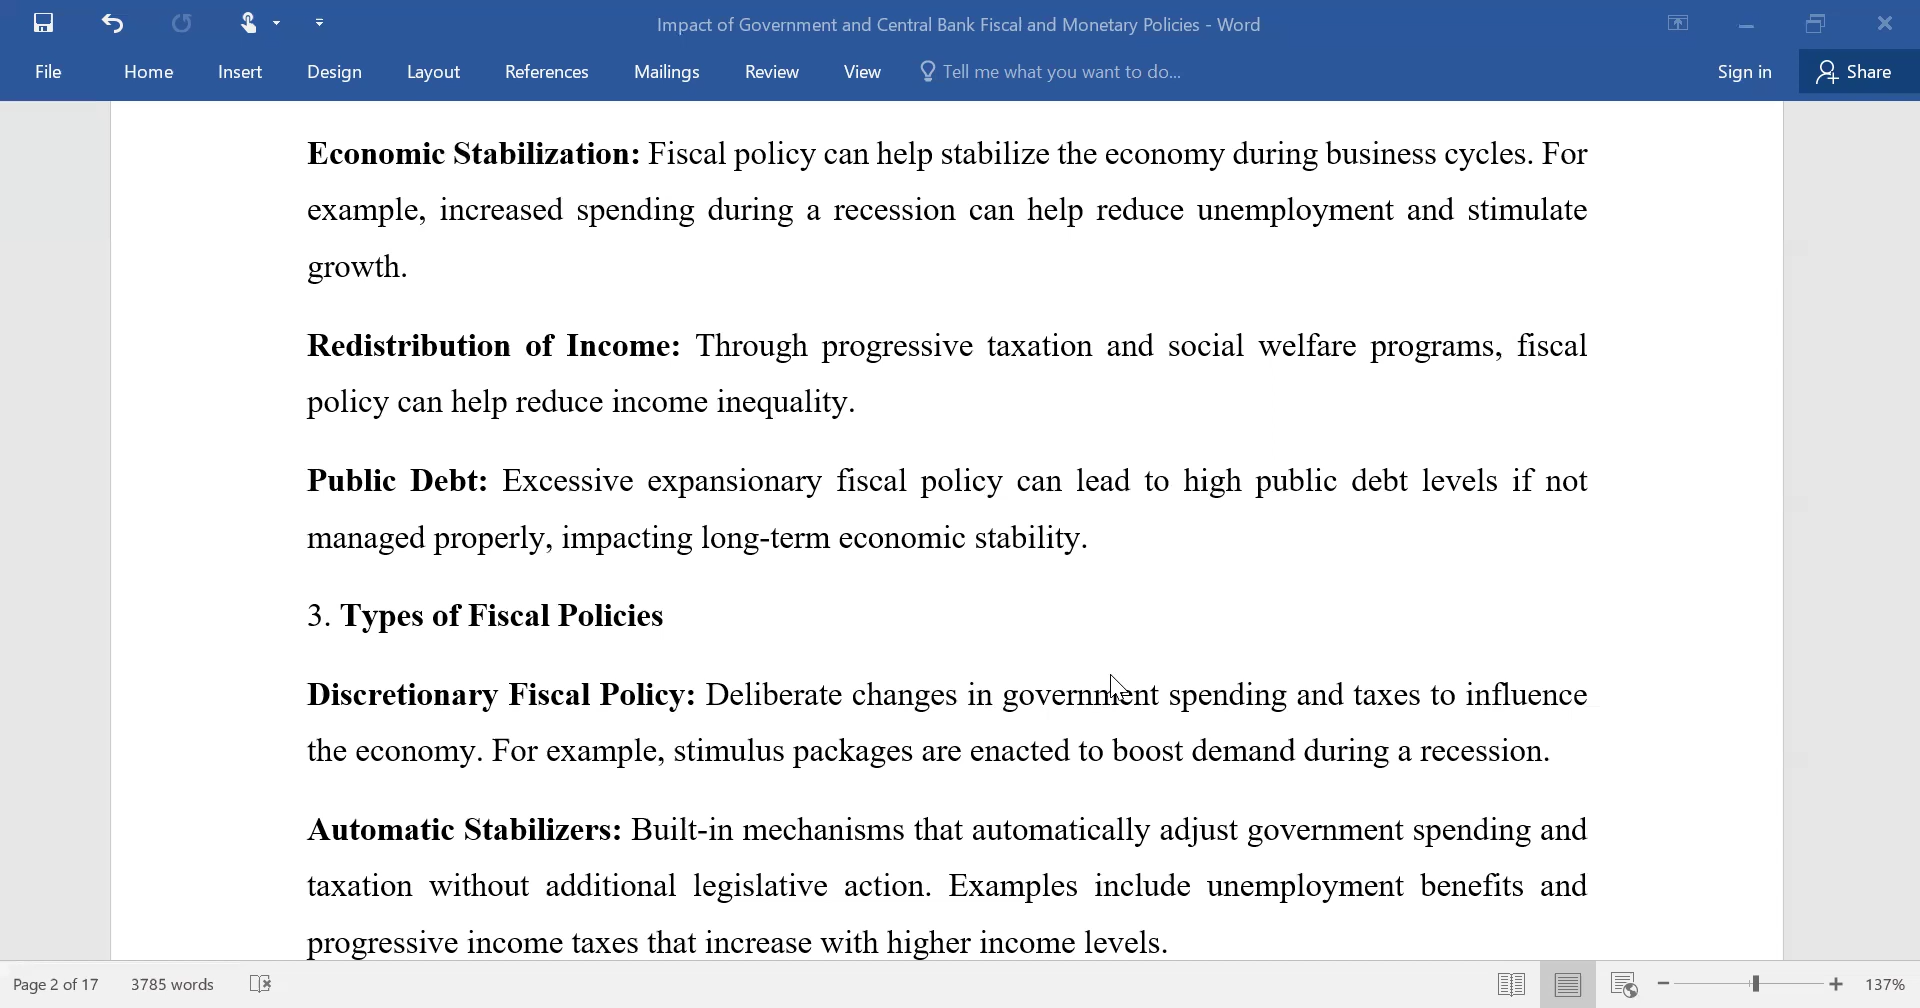 Impact of Government and Central Bank Fiscal and Monetary Policies - Word
File Home Insert Design Layout References Mailings Review View Tell me what you want to do... Sign in Share
Economic Stabilization: Fiscal policy can help stabilize the economy during business cycles. For
example, increased spending during a recession can help reduce unemployment and stimulate
growth.
Redistribution of Income: Through progressive taxation and social welfare programs, fiscal
policy can help reduce income inequality.
Public Debt: Excessive expansionary fiscal policy can lead to high public debt levels if not
managed properly, impacting long-term economic stability.
3. Types of Fiscal Policies
Discretionary Fiscal Policy: Deliberate changes in government spending and taxes to influence
the economy. For example, stimulus packages are enacted to boost demand during a recession.
Automatic Stabilizers: Built-in mechanisms that automatically adjust government spending and
taxation without additional legislative action. Examples include unemployment benefits and
progressive income taxes that increase with higher income levels.
Page 2 of 17 3785 words 137%